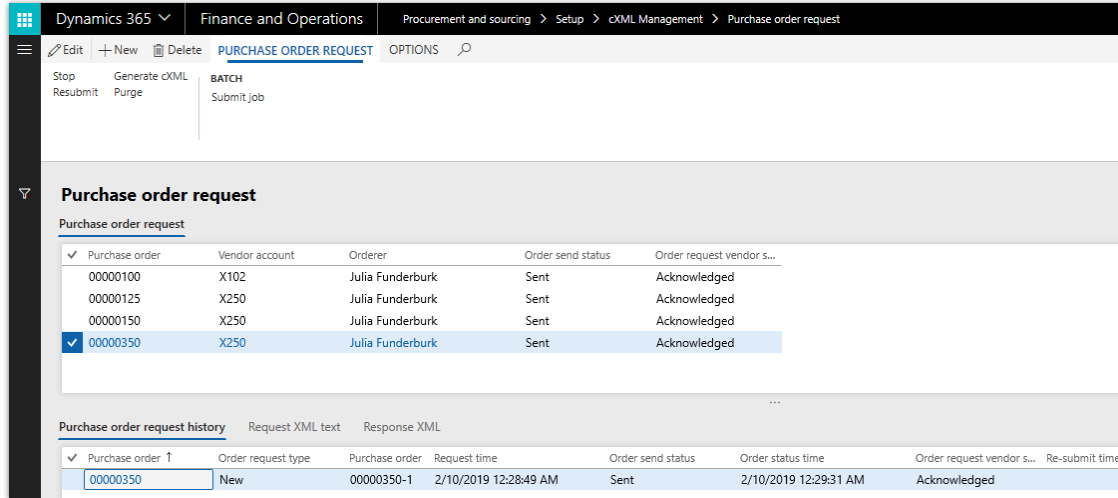 Dynamics 365 Finance and Operations Procurement and sourcing > Setup > cXML Management > Purchase order request
Edit New Delete PURCHASE ORDER REQUEST OPTIONS
Stop Generate cXML BATCH
Resubmit Purge Submit job
Purchase order request
Purchase order request
Purchase order Vendor account Orderer Order send status Order request vendor s...
00000100 X102 Julia Funderburk Sent Acknowledged
00000125 X250 Julia Funderburk Sent Acknowledged
00000150 X250 Julia Funderburk Sent Acknowledged
00000350 X250 Julia Funderburk Sent Acknowledged
...
Purchase order request history Request XML text Response XML
Purchase order ↑ Order request type Purchase order Request time Order send status Order status time Order request vendor s... Re-submit time
00000350 New 00000350-1 2/10/2019 12:28:49 AM Sent 2/10/2019 12:29:31 AM Acknowledged